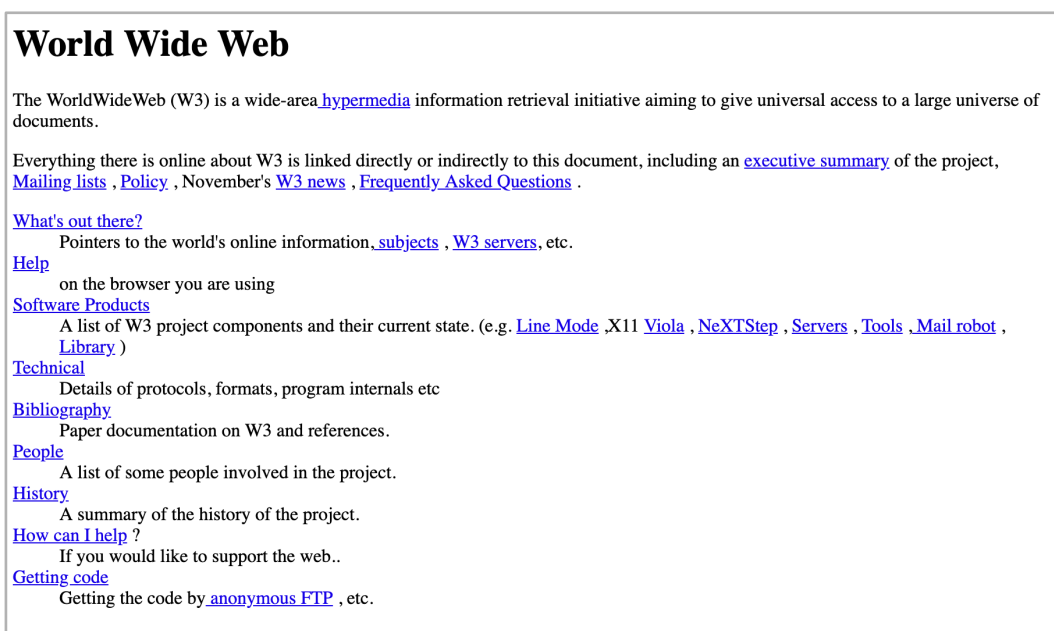 World Wide Web
The WorldWideWeb (W3) is a wide-area hypermedia information retrieval initiative aiming to give universal access to a large universe of
documents.
Everything there is online about W3 is linked directly or indirectly to this document, including an executive summary of the project,
Mailing lists , Policy , November's W3 news , Frequently Asked Questions .
What's out there?
Pointers to the world's online information, subjects , W3 servers, etc.
Help
on the browser you are using
Software Products
A list of W3 project components and their current state. (e.g. Line Mode ,X11 Viola , NeXTStep , Servers , Tools , Mail robot ,
Library )
Technical
Details of protocols, formats, program internals etc
Bibliography
Paper documentation on W3 and references.
People
A list of some people involved in the project.
History
A summary of the history of the project.
How can I help ?
If you would like to support the web..
Getting code
Getting the code by anonymous FTP , etc.